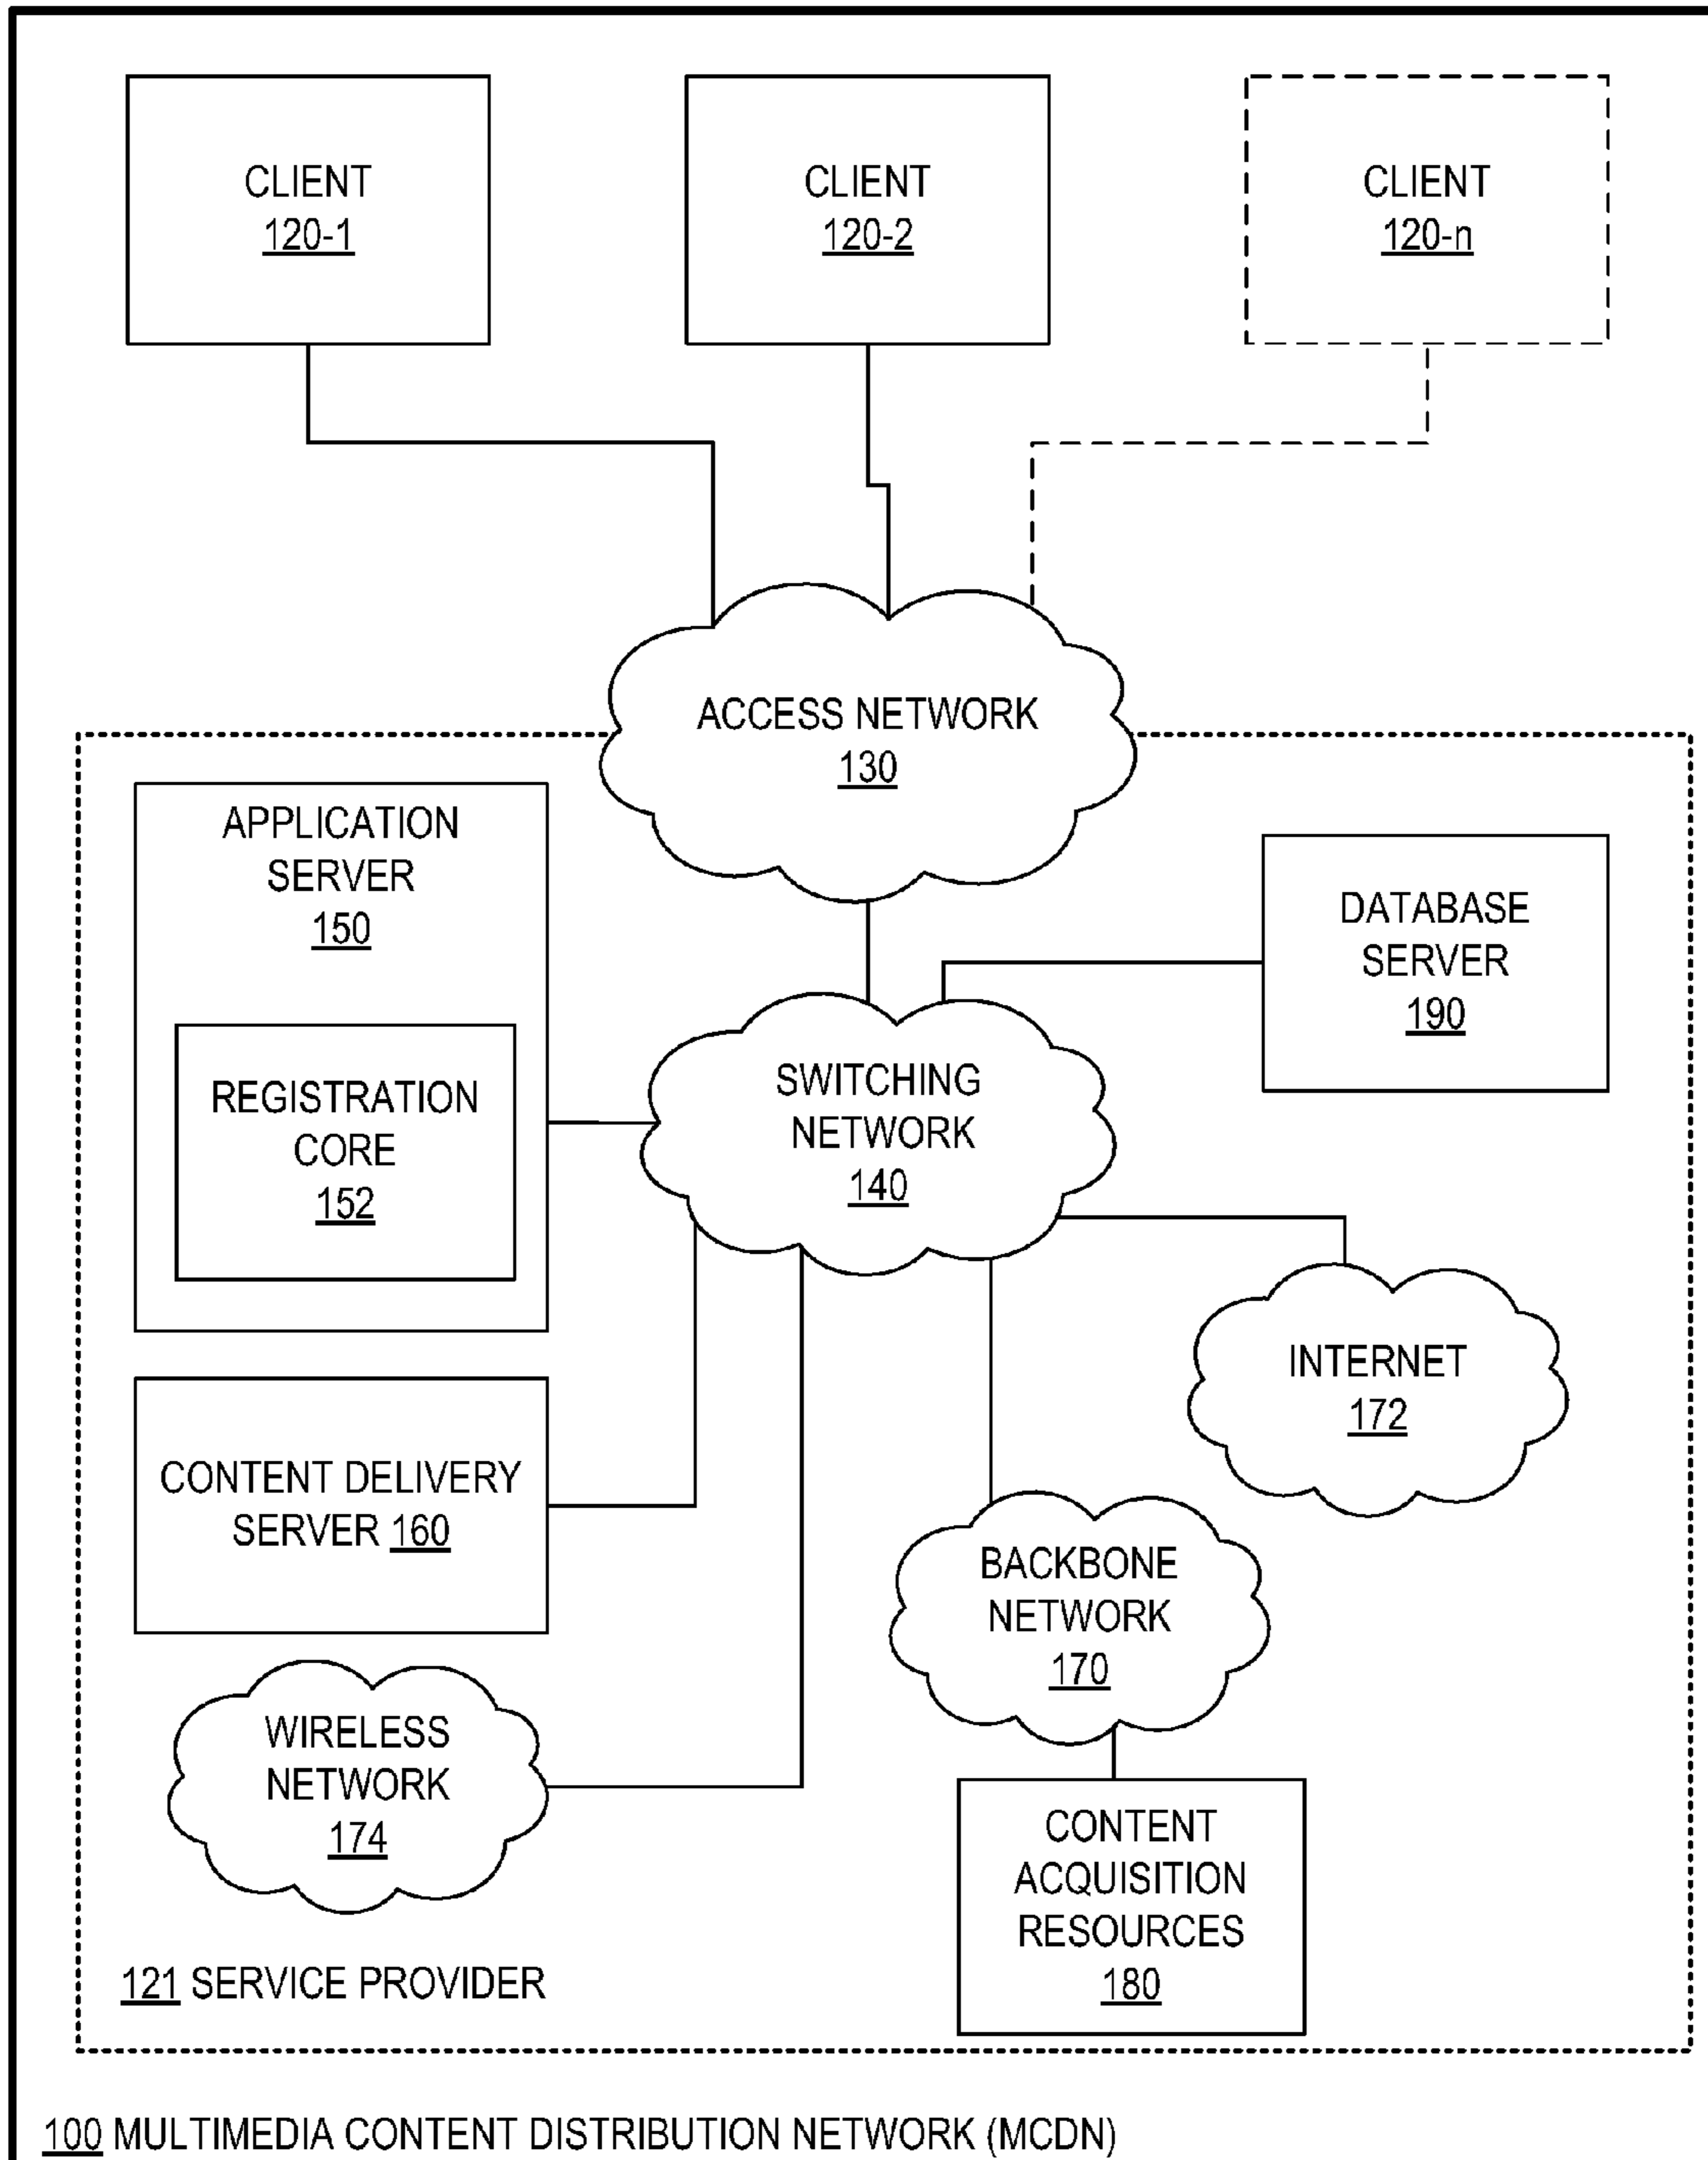 CLIENT
120-1
CLIENT
120-2
CLIENT
120-n
ACCESS NETWORK
130
APPLICATION
SERVER
150
REGISTRATION
CORE
152
DATABASE
SERVER
190
SWITCHING
NETWORK
140
INTERNET
172
CONTENT DELIVERY
SERVER 160
BACKBONE
NETWORK
170
WIRELESS
NETWORK
174
CONTENT
ACQUISITION
RESOURCES
180
121 SERVICE PROVIDER
100 MULTIMEDIA CONTENT DISTRIBUTION NETWORK (MCDN)